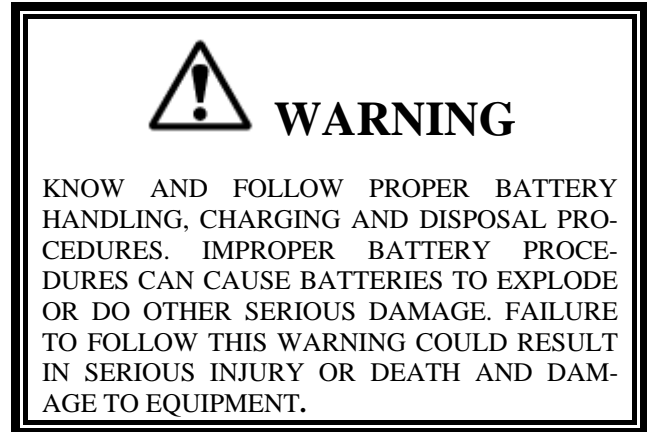 WARNING
KNOW AND FOLLOW PROPER BATTERY
HANDLING, CHARGING AND DISPOSAL PRO-
CEDURES. IMPROPER BATTERY PROCE-
DURES CAN CAUSE BATTERIES TO EXPLODE
OR DO OTHER SERIOUS DAMAGE. FAILURE
TO FOLLOW THIS WARNING COULD RESULT
IN SERIOUS INJURY OR DEATH AND DAM-
AGE TO EQUIPMENT.